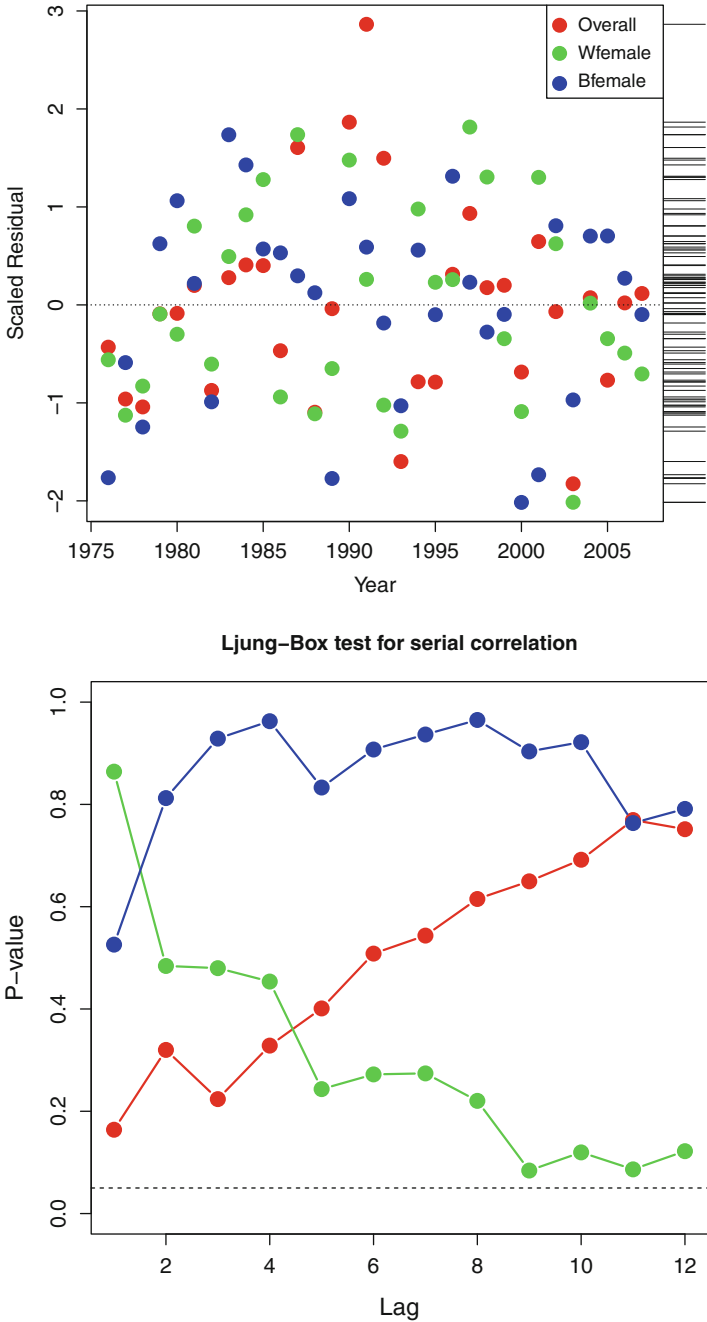 3
2
1
0
−1
−2
Scaled Residual
Overall
Wfemale
Bfemale
1975 1980 1985 1990 1995 2000 2005
Year
Ljung−Box test for serial correlation
1.0
0.8
0.6
0.4
0.2
0.0
P−value
2 4 6 8 10 12
Lag